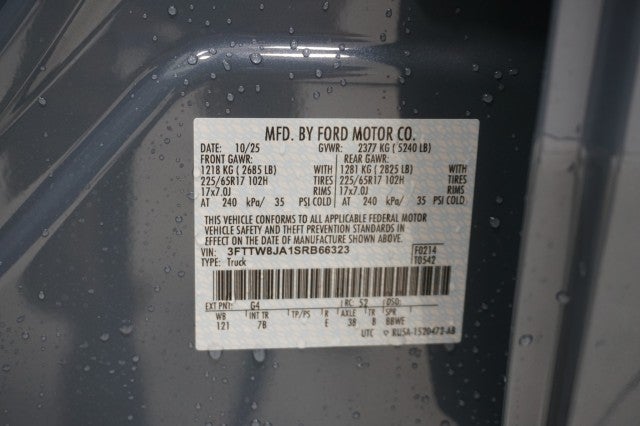 MFD. BY FORD MOTOR CO.
DATE: 10/25 GVWR: 2377 KG ( 5240 LB)
FRONT GAWR: REAR GAWR:
1218 KG ( 2685 LB) WITH 1281 KG ( 2825 LB) WITH
225/65R17 102H TIRES 225/65R17 102H TIRES
17x7.0J RIMS 17x7.0J RIMS
AT 240 kPa/ 35 PSI COLD AT 240 kPa/ 35 PSI COLD
THIS VEHICLE CONFORMS TO ALL APPLICABLE FEDERAL MOTOR
VEHICLE SAFETY AND THEFT PREVENTION STANDARDS IN
EFFECT ON THE DATE OF MANUFACTURE SHOWN ABOVE.
VIN: 3FTTW8JA1SRB66323 F0214
TYPE: Truck T0542
EXT PNT: G4 RC: 52 DSO:
WB INT TR TP/PS R AXLE TR SPR
121 7B E 38 B BBWE
UTC RU5A-1520472-AB